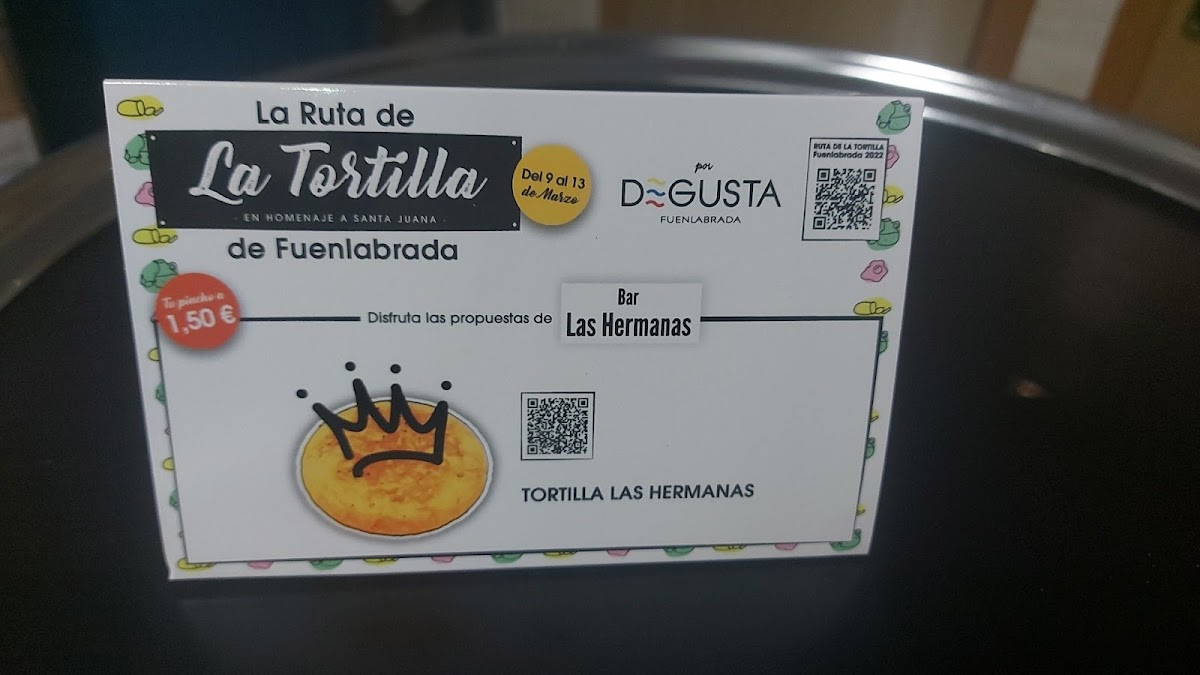 La Ruta de
La Tortilla
- EN HOMENAJE A SANTA JUANA -
de Fuenlabrada
Del 9 al 13
de Marzo
por
DEGUSTA
FUENLABRADA
RUTA DE LA TORTILLA
Fuenlabrada 2022
Tu pincho a
1,50 €
Disfruta las propuestas de
Bar
Las Hermanas
TORTILLA LAS HERMANAS